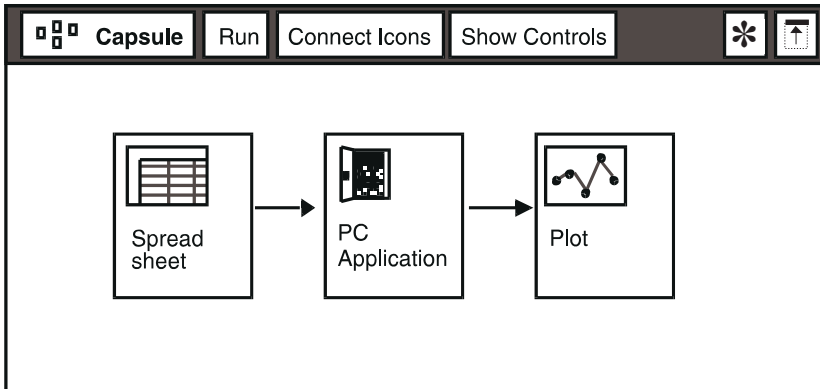 Capsule Run Connect Icons Show Controls
Spread
sheet
PC
Application
Plot